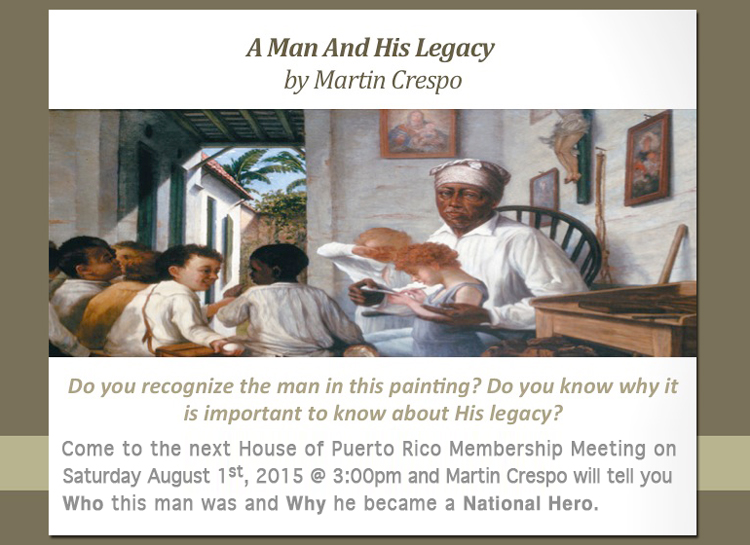 A Man And His Legacy
by Martin Crespo
Do you recognize the man in this painting? Do you know why it
is important to know about His legacy?
Come to the next House of Puerto Rico Membership Meeting on
Saturday August 1st, 2015 @ 3:00pm and Martin Crespo will tell you
Who this man was and Why he became a National Hero.